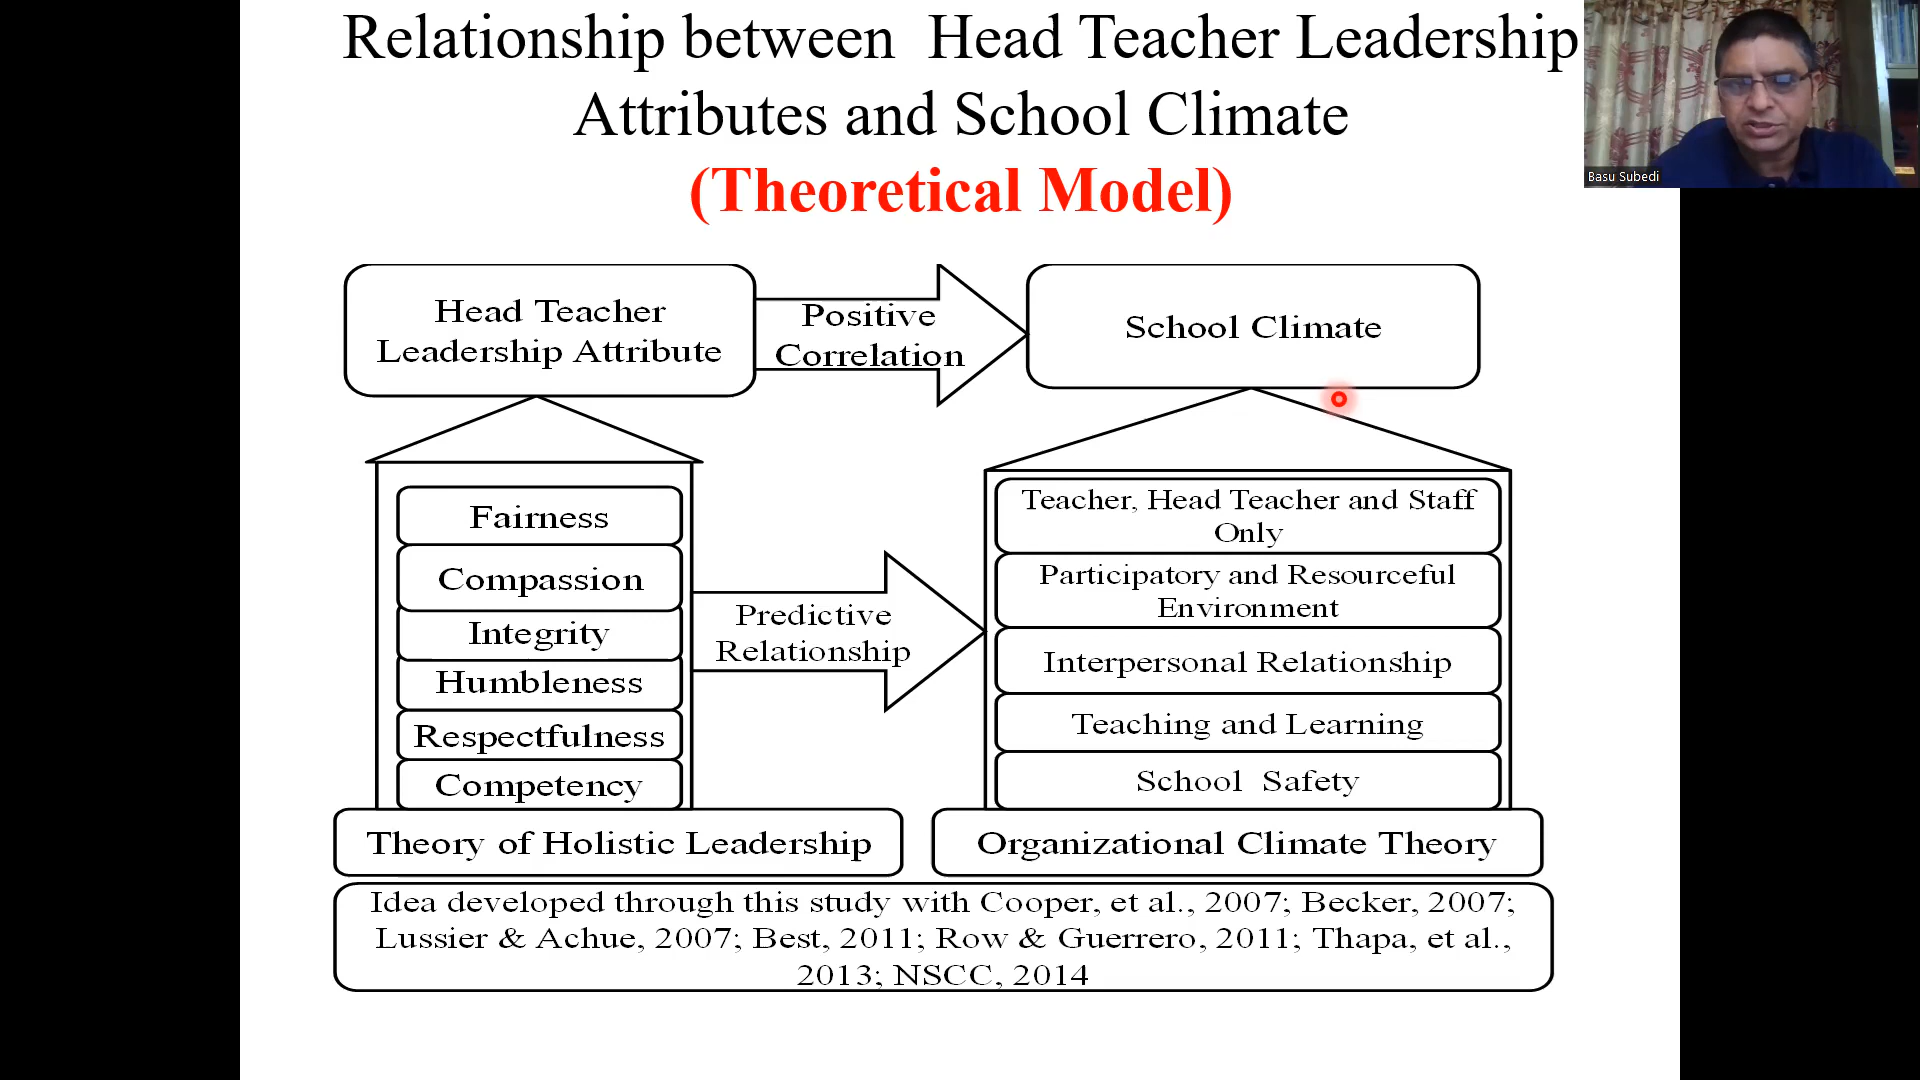 Relationship between Head Teacher Leadership
Attributes and School Climate
(Theoretical Model)
Basu Subedi
Head Teacher
Leadership Attribute
Positive
Correlation
School Climate
Fairness
Compassion
Integrity
Humbleness
Respectfulness
Competency
Predictive
Relationship
Teacher, Head Teacher and Staff
Only
Participatory and Resourceful
Environment
Interpersonal Relationship
Teaching and Learning
School Safety
Theory of Holistic Leadership
Organizational Climate Theory
Idea developed through this study with Cooper, et al., 2007; Becker, 2007;
Lussier & Achue, 2007; Best, 2011; Row & Guerrero, 2011; Thapa, et al.,
2013; NSCC, 2014